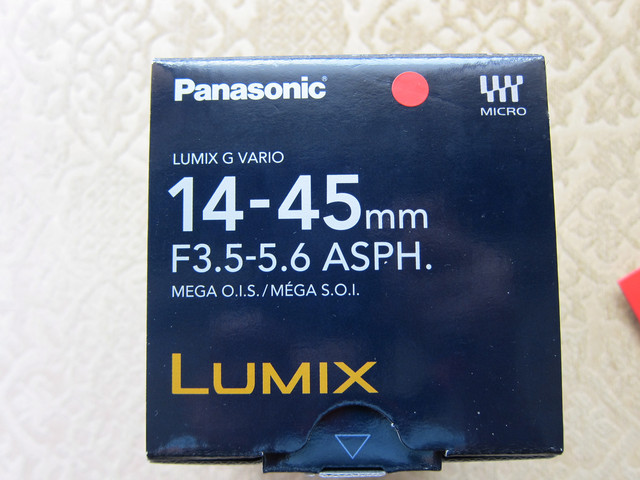 Panasonic
MICRO
LUMIX G VARIO
14-45mm
F3.5-5.6 ASPH.
MEGA O.I.S./MÉGA S.O.I.
LUMIX